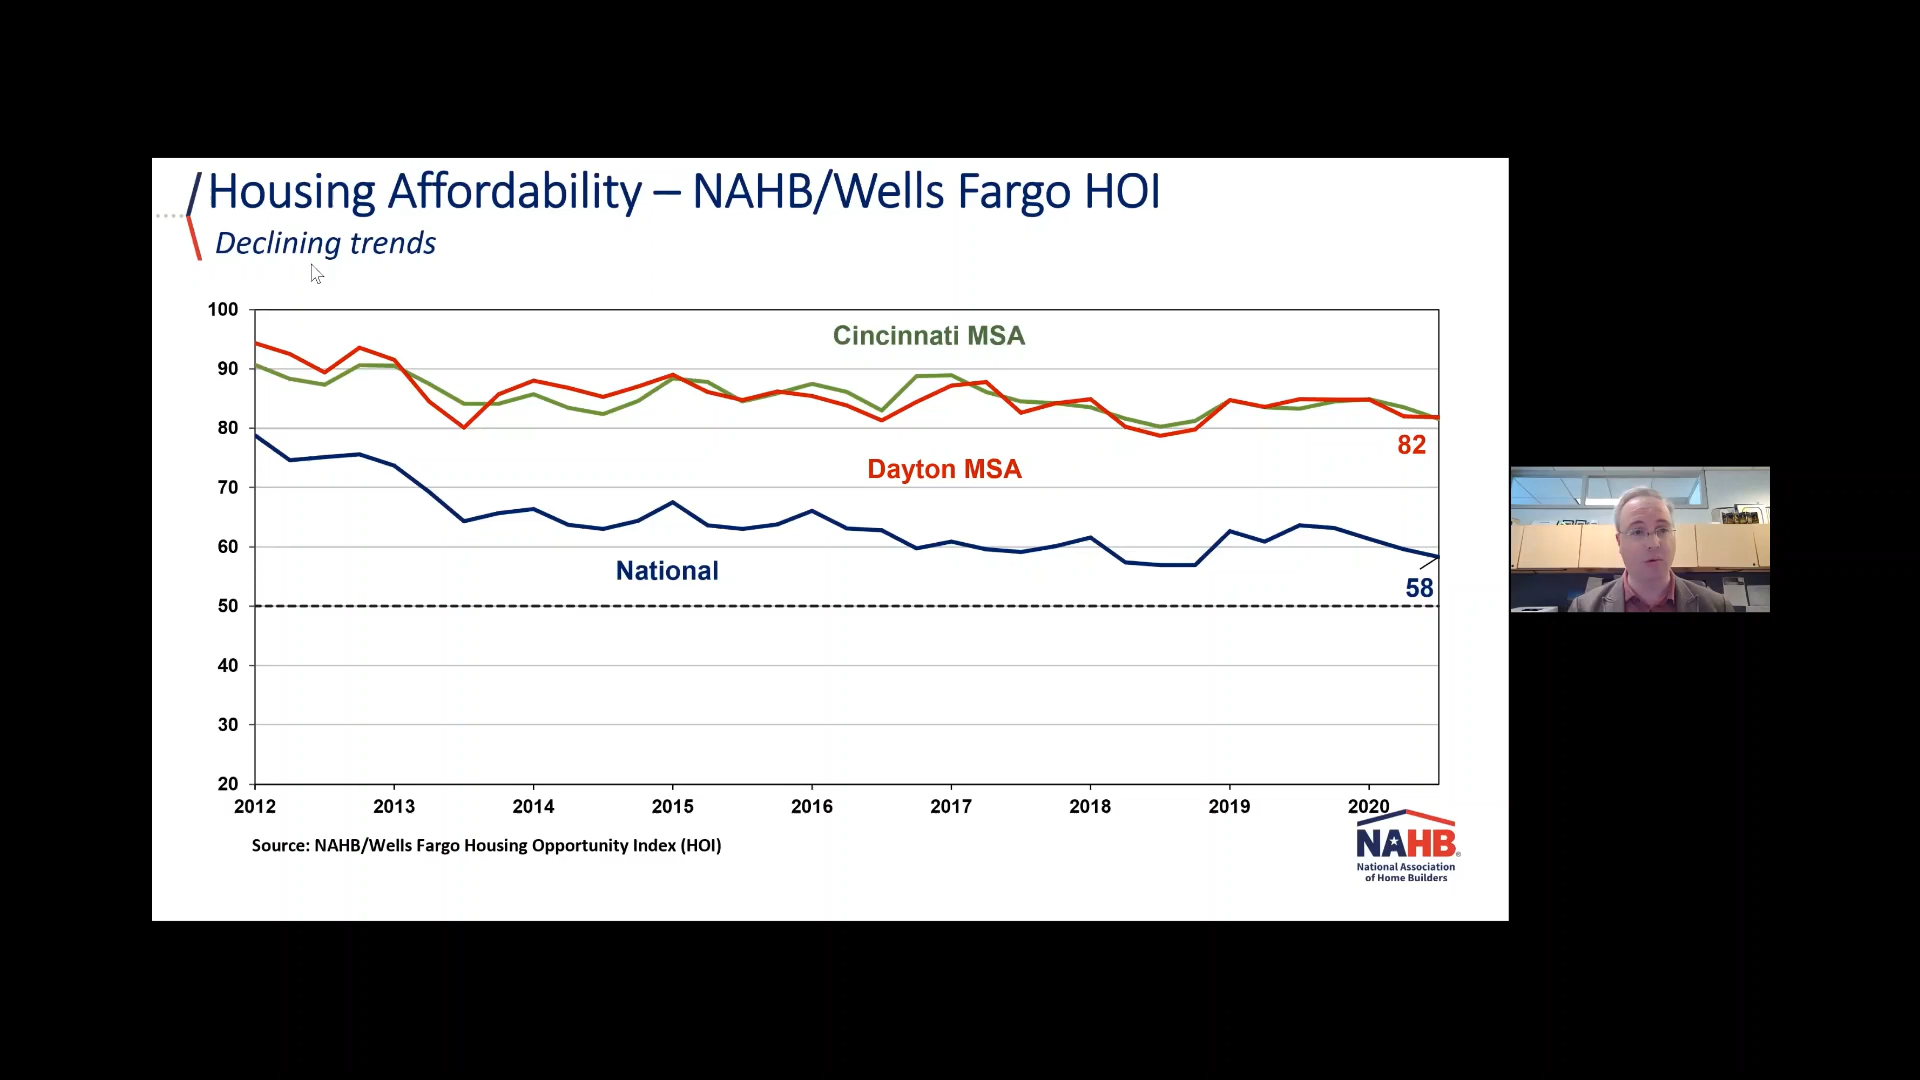 Housing Affordability – NAHB/Wells Fargo HOI
Declining trends
100
90
80
70
60
50
40
30
20
Cincinnati MSA
82
Dayton MSA
National
58
2012 2013 2014 2015 2016 2017 2018 2019 2020
Source: NAHB/Wells Fargo Housing Opportunity Index (HOI)
NAHB®
National Association
of Home Builders